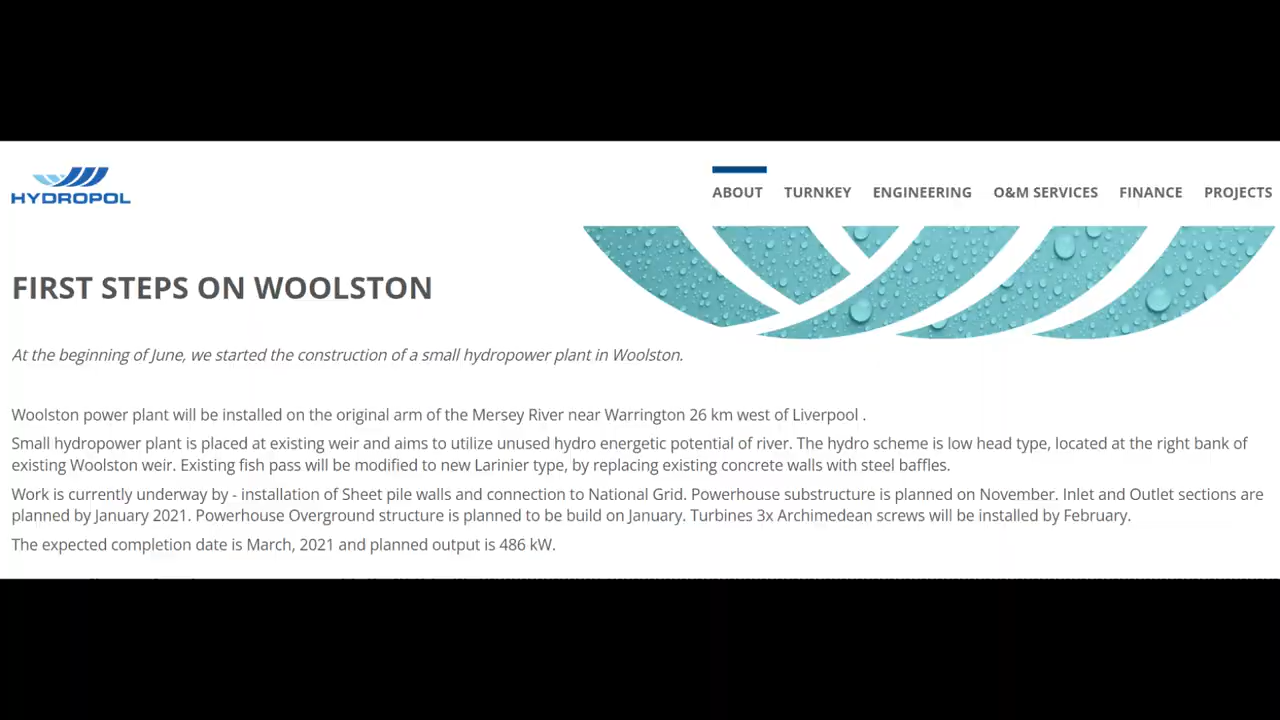 HYDROPOL
ABOUT TURNKEY ENGINEERING O&M SERVICES FINANCE PROJECTS
FIRST STEPS ON WOOLSTON
At the beginning of June, we started the construction of a small hydropower plant in Woolston.
Woolston power plant will be installed on the original arm of the Mersey River near Warrington 26 km west of Liverpool .
Small hydropower plant is placed at existing weir and aims to utilize unused hydro energetic potential of river. The hydro scheme is low head type, located at the right bank of
existing Woolston weir. Existing fish pass will be modified to new Larinier type, by replacing existing concrete walls with steel baffles.
Work is currently underway by - installation of Sheet pile walls and connection to National Grid. Powerhouse substructure is planned on November. Inlet and Outlet sections are
planned by January 2021. Powerhouse Overground structure is planned to be build on January. Turbines 3x Archimedean screws will be installed by February.
The expected completion date is March, 2021 and planned output is 486 kW.